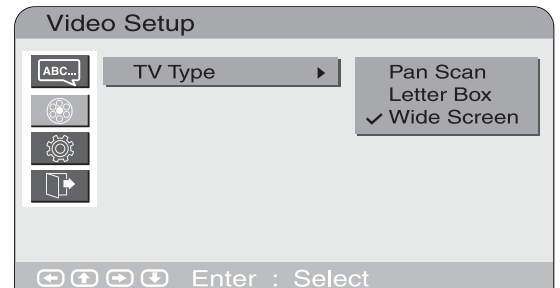 Video Setup
ABC...
TV Type
Pan Scan
Letter Box
Wide Screen
Enter : Select